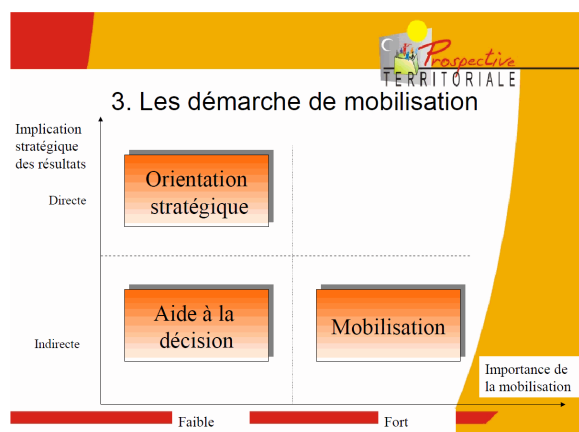 Prospective
TERRITORIALE
3. Les démarche de mobilisation
Implication
stratégique
des résultats
Directe
Orientation
stratégique
Aide à la
décision
Mobilisation
Indirecte
Importance de
la mobilisation
Faible
Fort